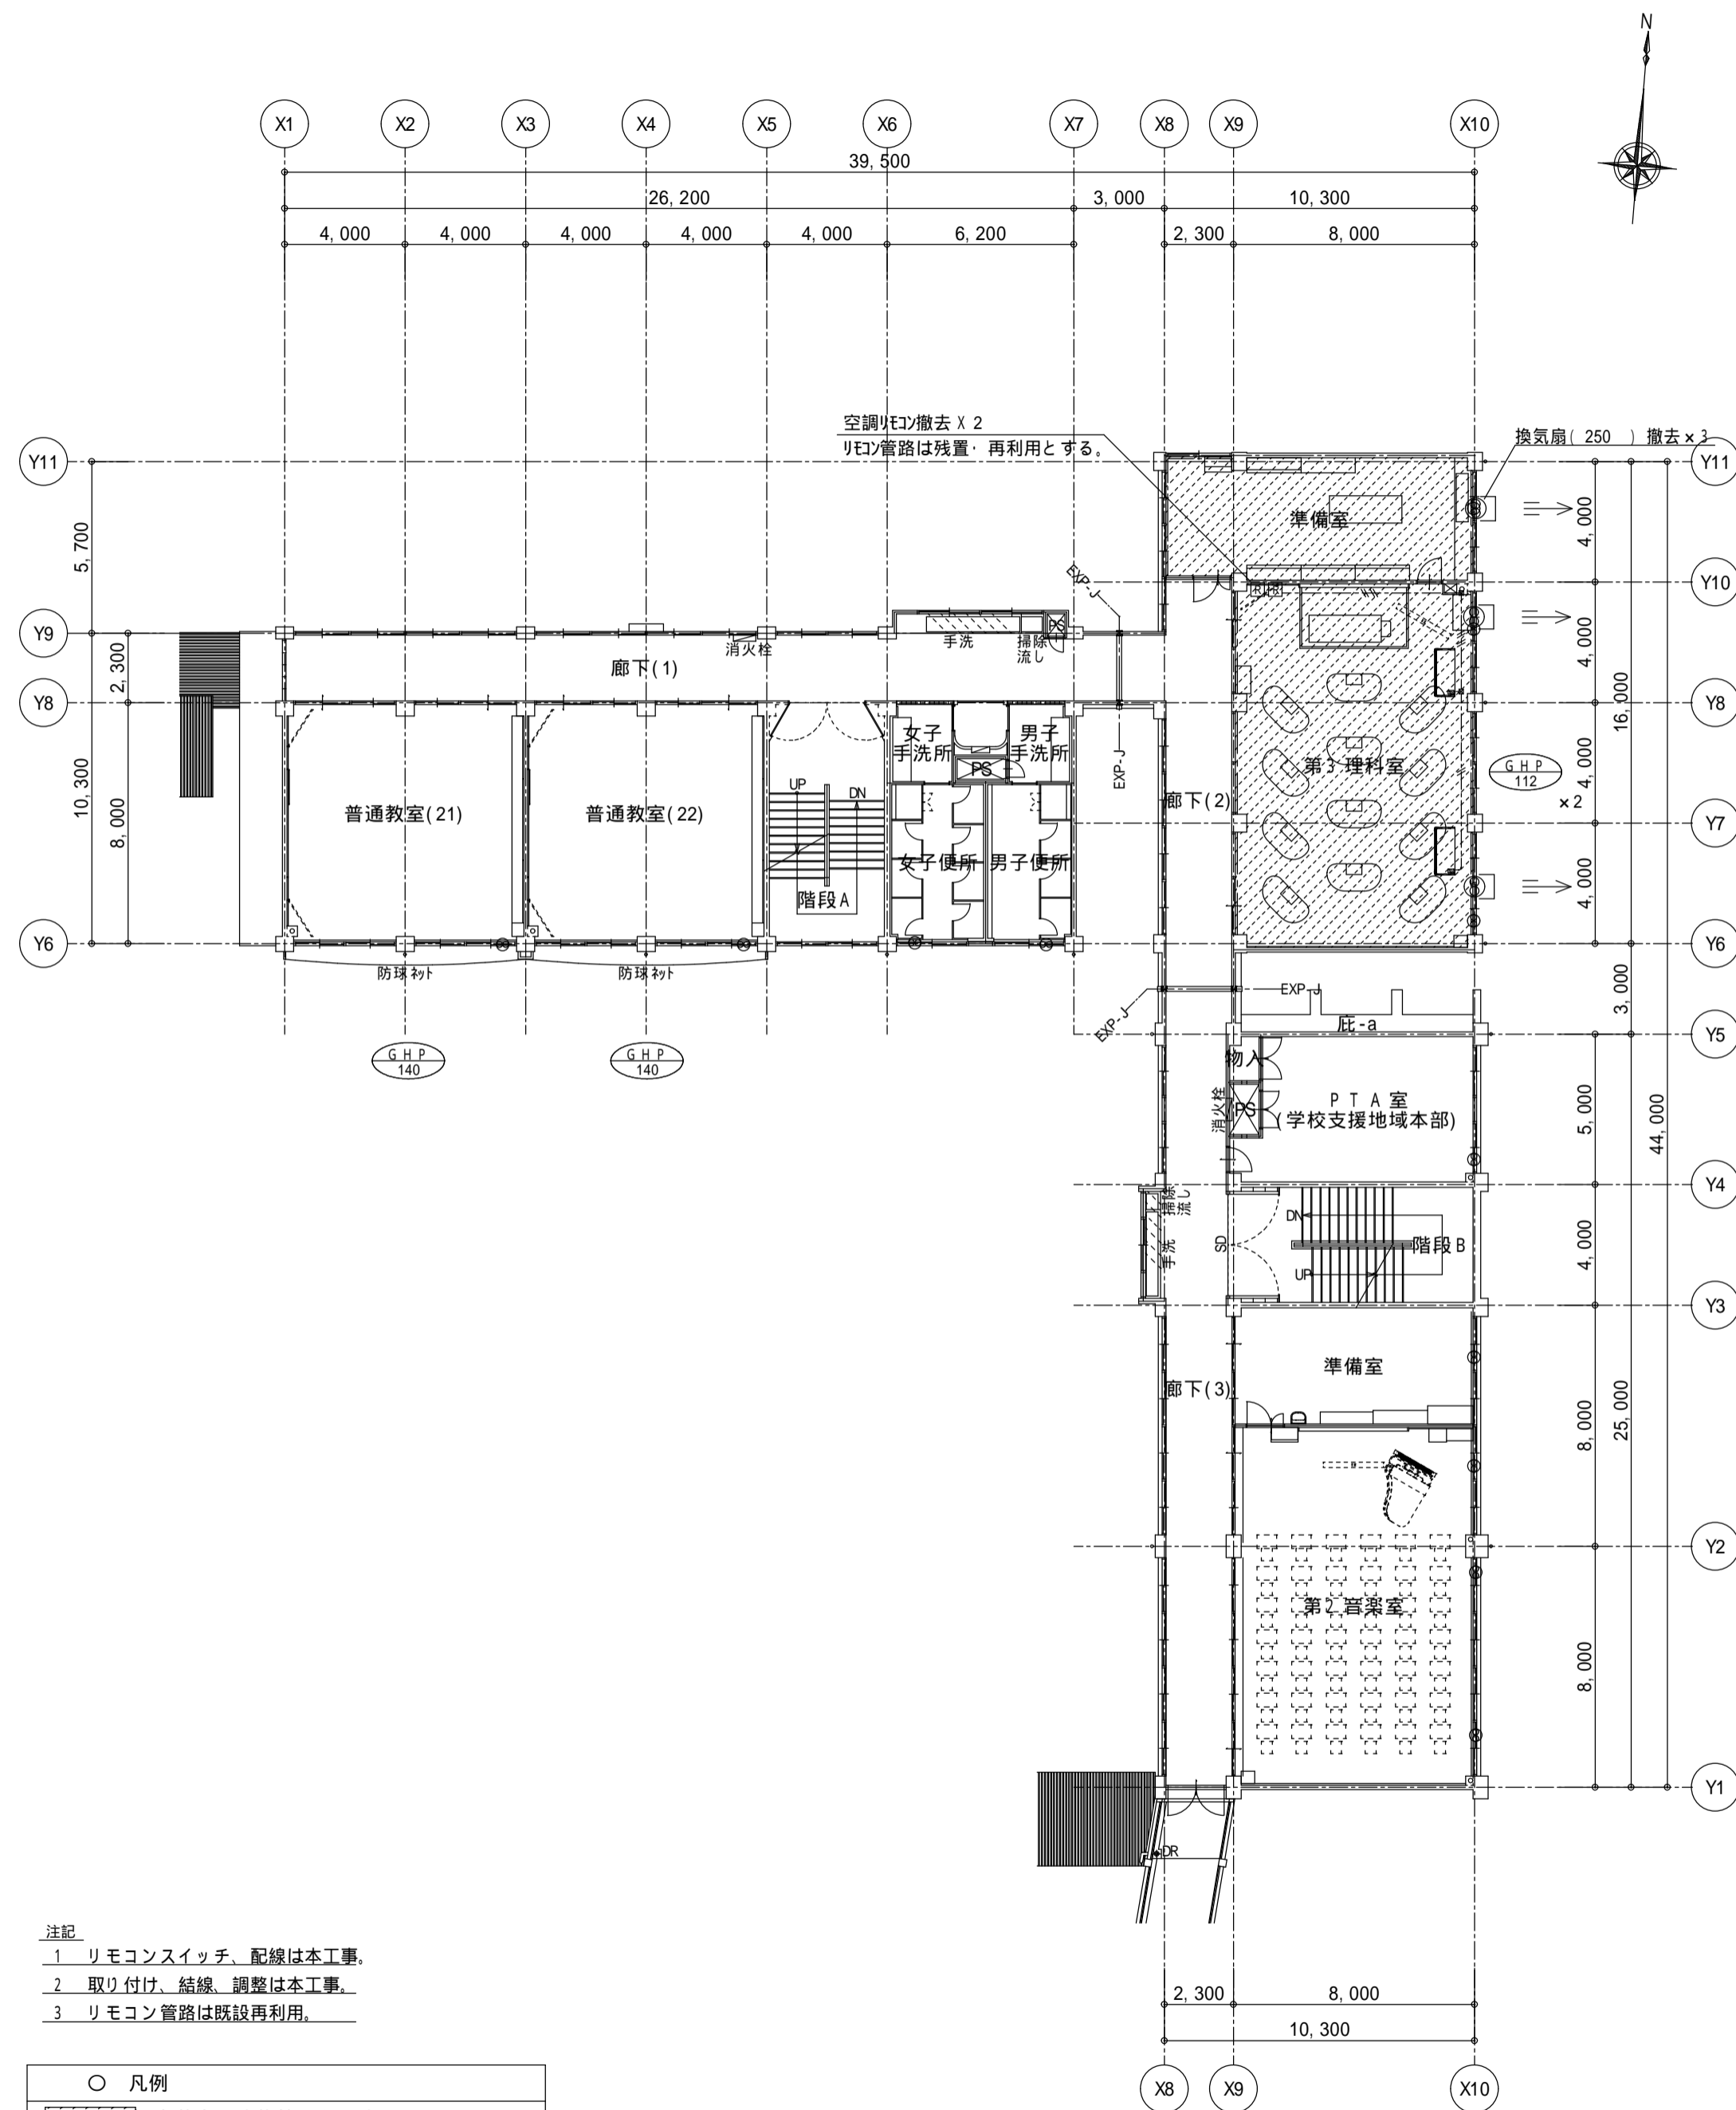 N
X1 X2 X3 X4 X5 X6 X7 X8 X9 X10
39,500
26,200 3,000 10,300
4,000 4,000 4,000 4,000 4,000 6,200 2,300 8,000
空調リモコン撤去 X 2
リモコン管路は残置・再利用とする。
換気扇( 250 ) 撤去 ×3
Y11
Y11
準備室
4,000
5,700
EXP-J
Y10
R R
Y9
PS
手洗
掃除
流し
消火栓
廊下(1)
4,000
2,300
16,000
Y8
Y8
女子
手洗所
男子
手洗所
PS
EXP-J
第3 理科室
G H P
112
×2
4,000
UP
DN
廊下(2)
普通教室(21)
普通教室(22)
10,300
8,000
Y7
女子便所
男子便所
4,000
階段A
Y6
Y6
防球ネット
防球ネット
EXP-J
EXP-J
3,000
庇-a
Y5
G H P
140
G H P
140
物入
PS
消火栓
P T A 室
(学校支援地域本部)
5,000
44,000
Y4
掃除
流し
手洗
SD
DN
UP
階段B
4,000
Y3
準備室
廊下(3)
8,000
25,000
Y2
第2 音楽室
8,000
Y1
DR
注記
1 リモコンスイッチ、配線は本工事。
2 取り付け、結線、調整は本工事。
3 リモコン管路は既設再利用。
2,300 8,000
10,300
○ 凡例
X8 X9 X10